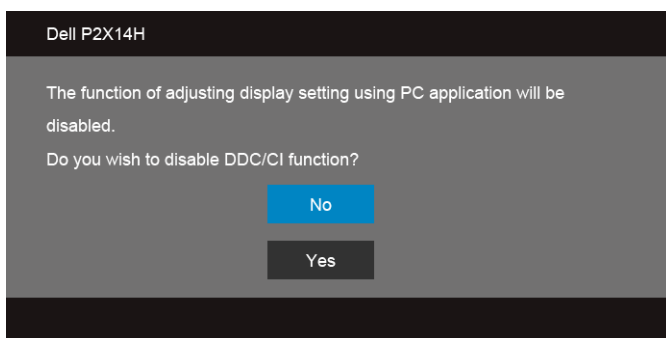 Dell P2X14H
The function of adjusting display setting using PC application will be
disabled.
Do you wish to disable DDC/CI function?
No
Yes